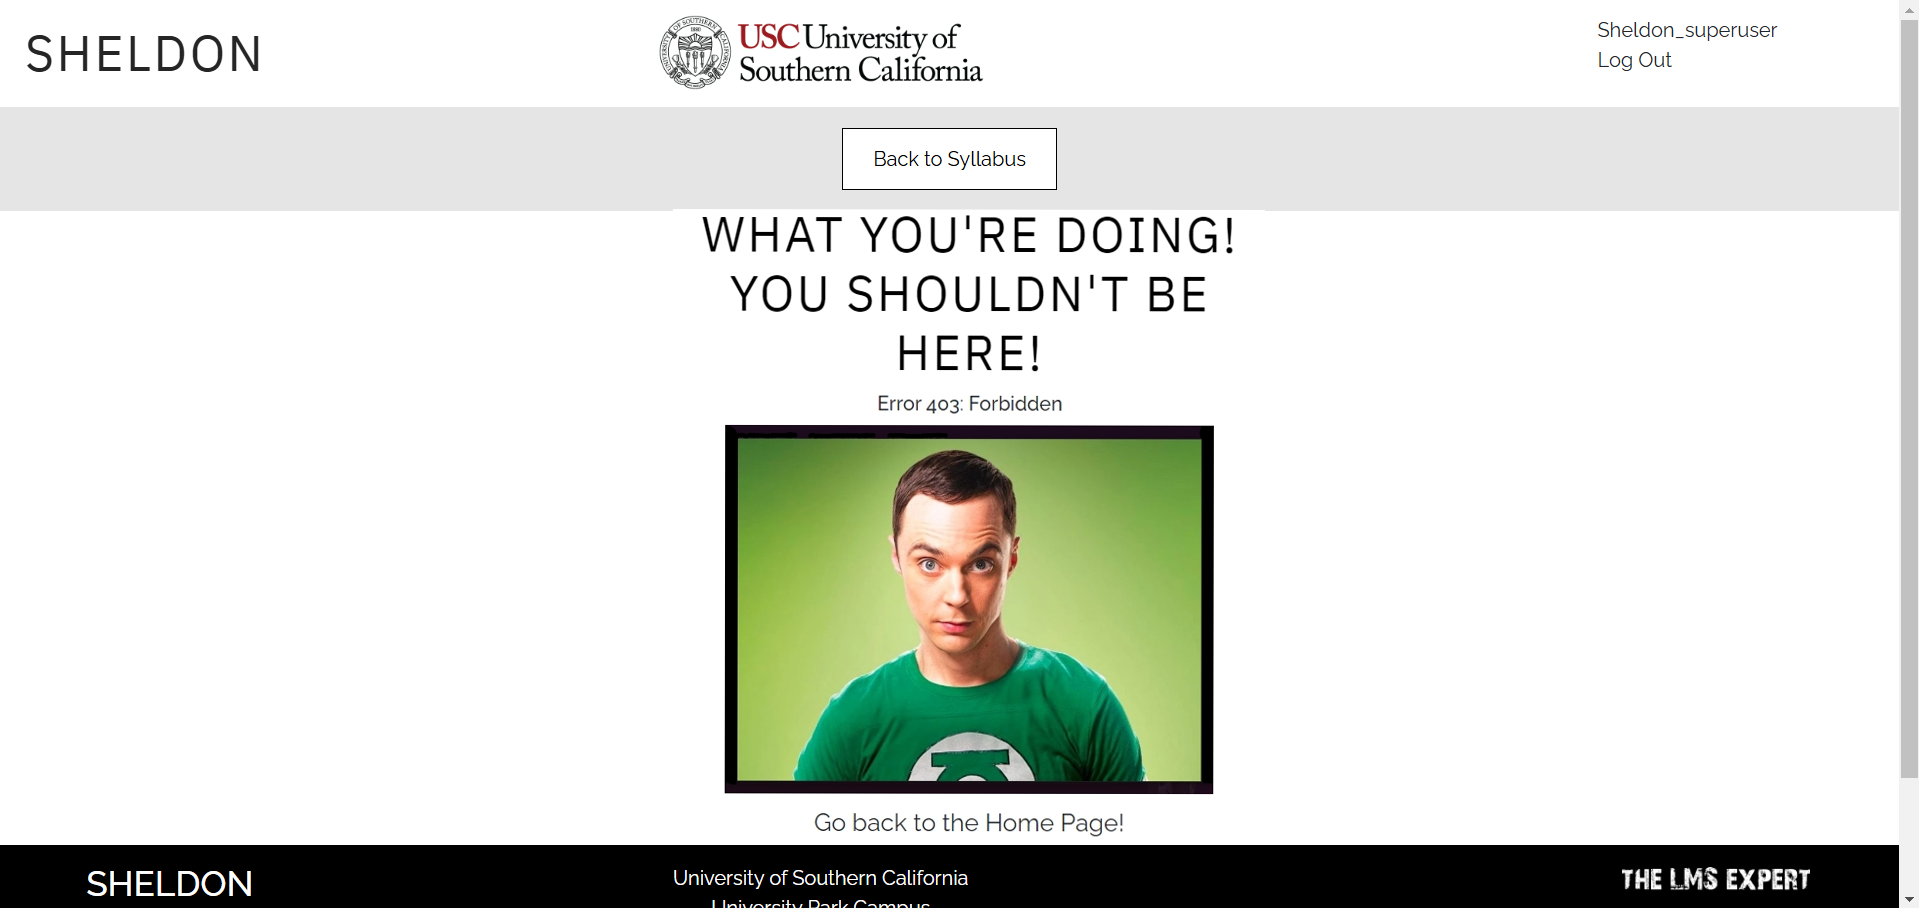 SHELDON
USC University of
Southern California
Sheldon_superuser
Log Out
Back to Syllabus
WHAT YOU'RE DOING!
YOU SHOULDN'T BE
HERE!
Error 403: Forbidden
Go back to the Home Page!
SHELDON
University of Southern California
University Park Campus
THE LMS EXPERT